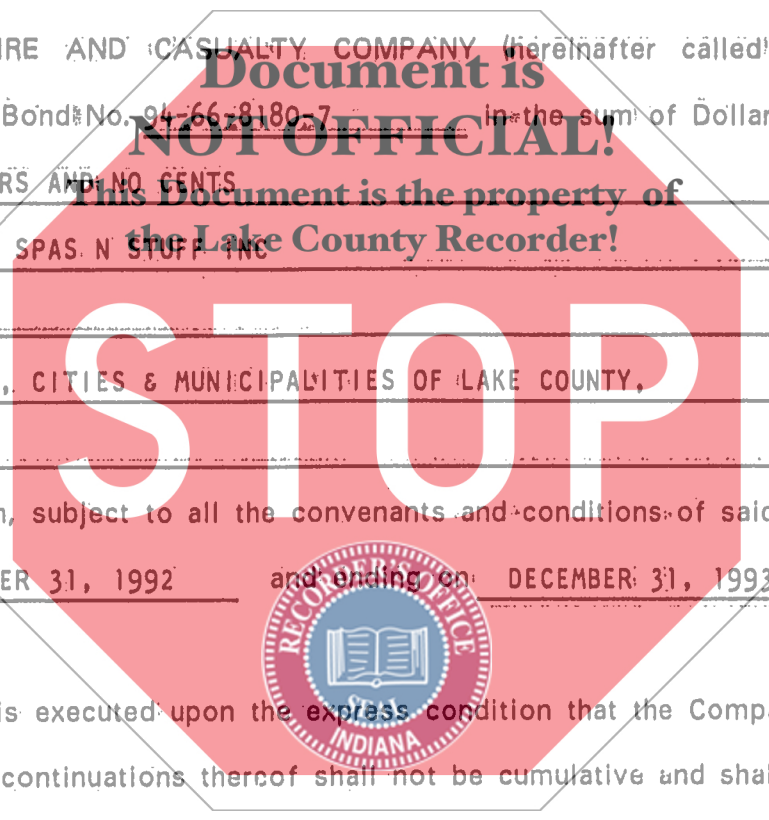 IRE AND CASUALTY COMPANY (hereinafter called
Document is
Bond No. 94-66-8180-7 in the sum of Dollar
NOT OFFICIAL!
RS AND NO CENTS
This Document is the property of
the Lake County Recorder!
SPAS N STUFF INC
STOP
, CITIES & MUNICIPALITIES OF LAKE COUNTY,
, subject to all the convenants and conditions of said
ER 31, 1992 and ending on DECEMBER 31, 1993
RECORDER'S OFFICE
SEAL
INDIANA
is executed upon the express condition that the Compa
continuations thereof shall not be cumulative and shal